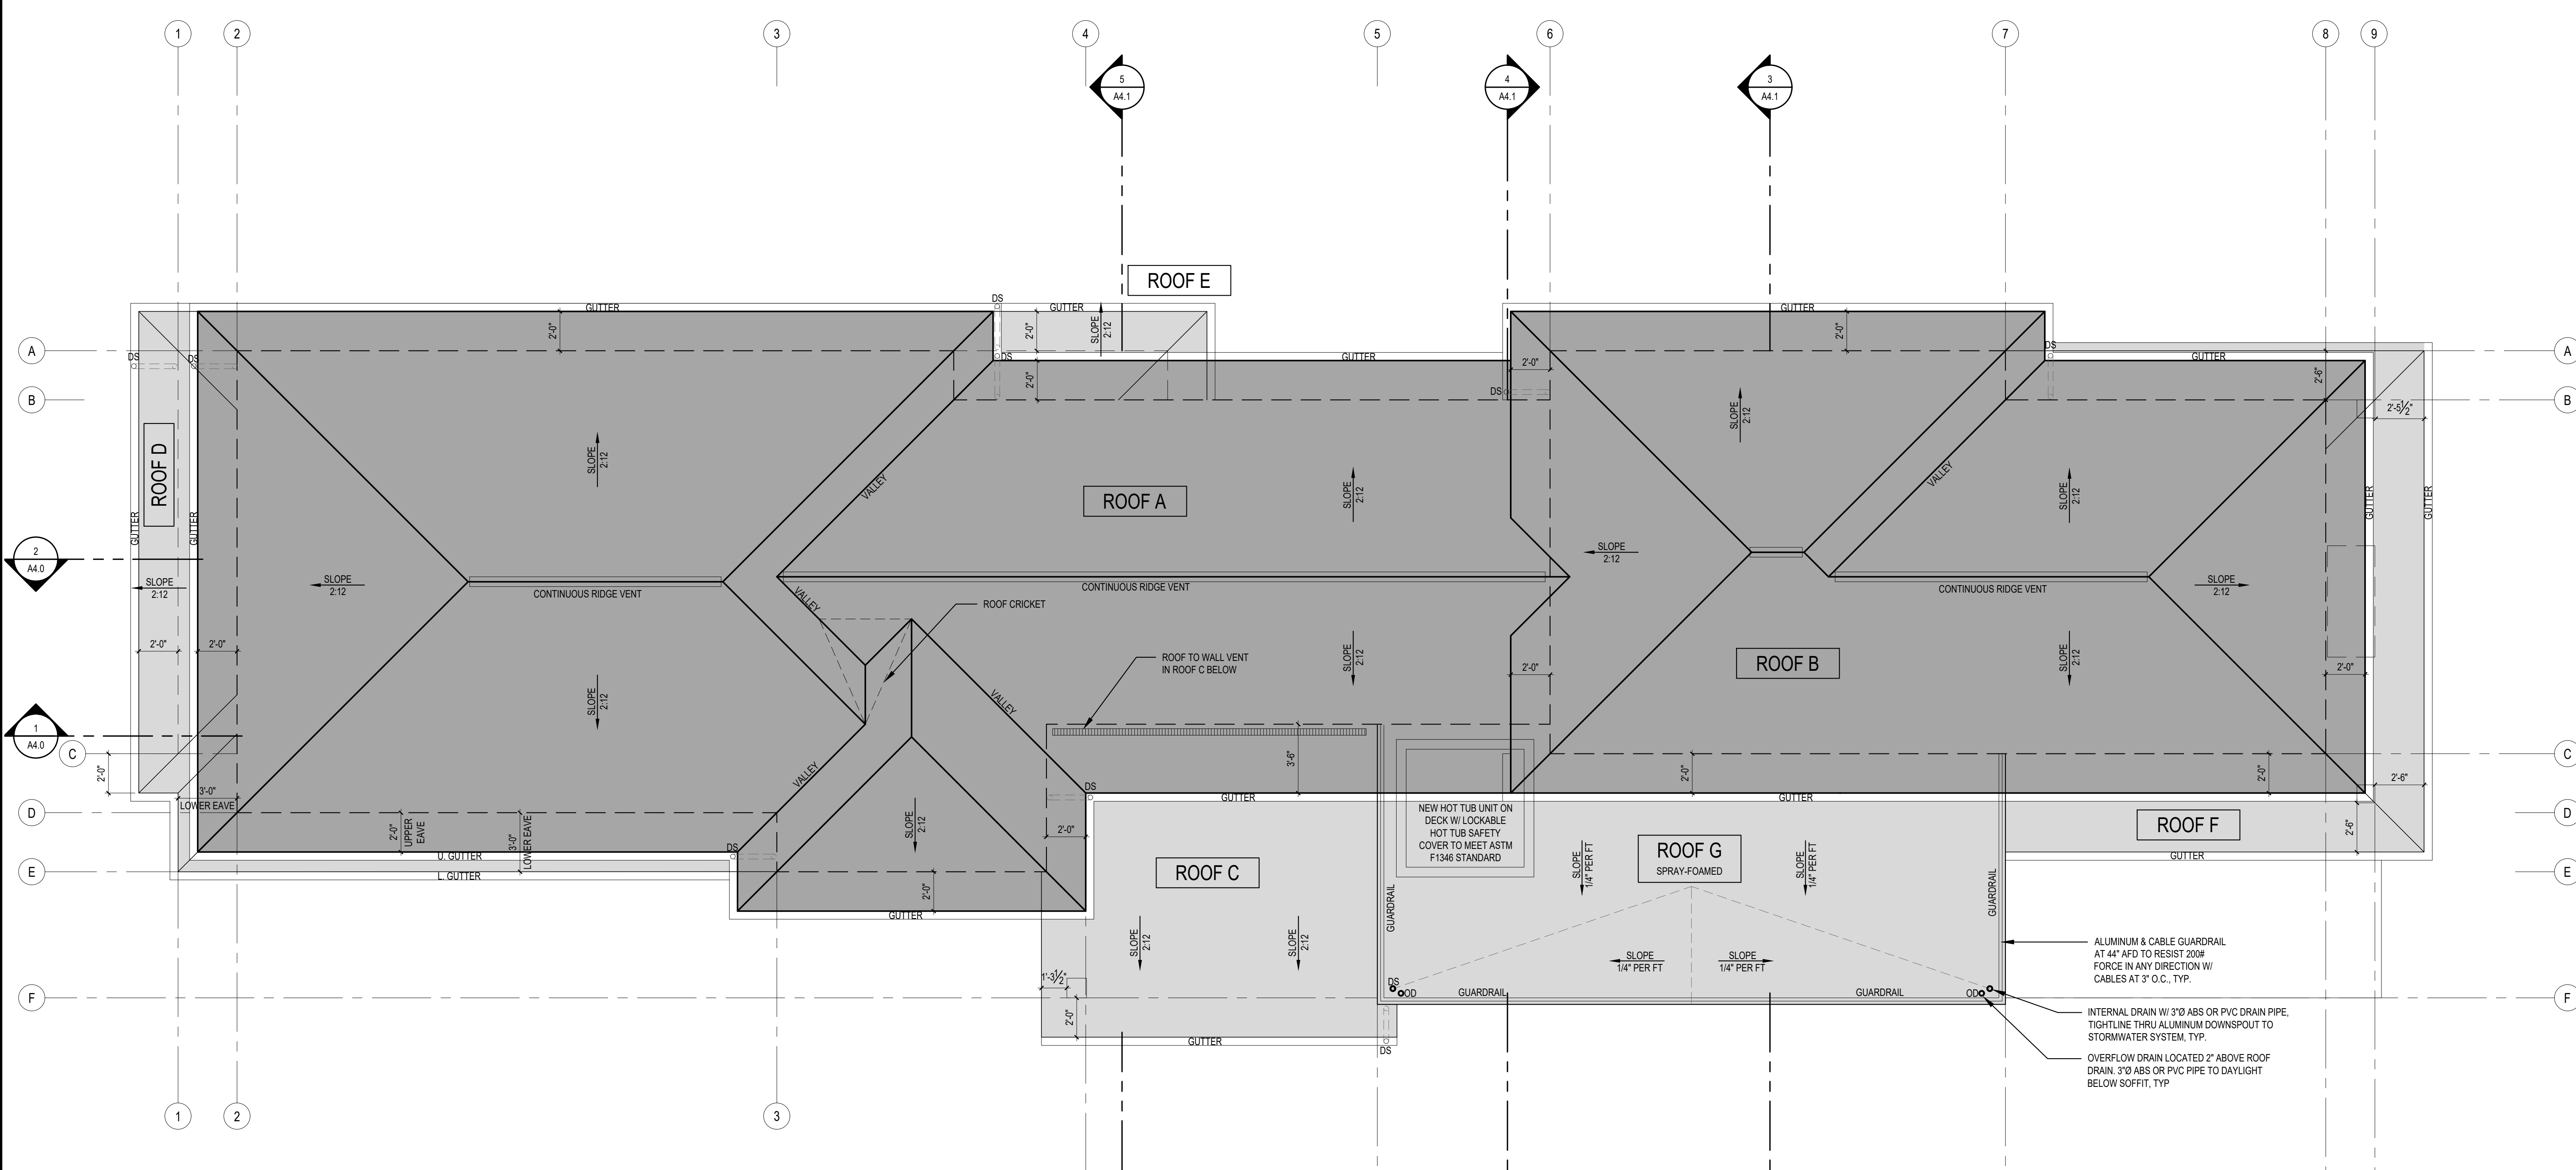 1
2
3
4
5
6
7
8
9
5
A4.1
4
A4.1
3
A4.1
ROOF E
DS
GUTTER
GUTTER
GUTTER
2'-0"
2'-0"
SLOPE
2:12
2'-0"
A
DS
DS
DS
GUTTER
2'-0"
DS
GUTTER
A
2'-0"
2'-6"
B
DS
2'-5½"
B
ROOF D
SLOPE
2:12
VALLEY
ROOF A
SLOPE
2:12
SLOPE
2:12
VALLEY
SLOPE
2:12
GUTTER
GUTTER
GUTTER
GUTTER
2
A4.0
SLOPE
2:12
SLOPE
2:12
CONTINUOUS RIDGE VENT
CONTINUOUS RIDGE VENT
SLOPE
2:12
CONTINUOUS RIDGE VENT
SLOPE
2:12
VALLEY
ROOF CRICKET
2'-0"
2'-0"
SLOPE
2:12
VALLEY
ROOF TO WALL VENT
IN ROOF C BELOW
SLOPE
2:12
2'-0"
ROOF B
SLOPE
2:12
2'-0"
1
A4.0
C
2'-0"
3'-0"
LOWER EAVE
VALLEY
3'-6"
2'-0"
2'-0"
2'-6"
C
DS
GUTTER
GUTTER
D
2'-0"
UPPER
EAVE
3'-0"
LOWER EAVE
SLOPE
2:12
2'-0"
NEW HOT TUB UNIT ON
DECK W/ LOCKABLE
HOT TUB SAFETY
COVER TO MEET ASTM
F1346 STANDARD
ROOF F
2'-6"
D
DS
U. GUTTER
L. GUTTER
GUTTER
E
2'-0"
GUTTER
ROOF C
SLOPE
1/4" PER FT
ROOF G
SPRAY-FOAMED
SLOPE
1/4" PER FT
GUARDRAIL
GUARDRAIL
E
SLOPE
2:12
SLOPE
2:12
SLOPE
1/4" PER FT
SLOPE
1/4" PER FT
ALUMINUM & CABLE GUARDRAIL
AT 44" AFD TO RESIST 200#
FORCE IN ANY DIRECTION W/
CABLES AT 3" O.C., TYP.
1'-3½"
DS
OD
GUARDRAIL
GUARDRAIL
OD
F
F
2'-0"
GUTTER
DS
INTERNAL DRAIN W/ 3"Ø ABS OR PVC DRAIN PIPE,
TIGHTLINE THRU ALUMINUM DOWNSPOUT TO
STORMWATER SYSTEM, TYP.
OVERFLOW DRAIN LOCATED 2" ABOVE ROOF
DRAIN. 3"Ø ABS OR PVC PIPE TO DAYLIGHT
BELOW SOFFIT, TYP
1
2
3